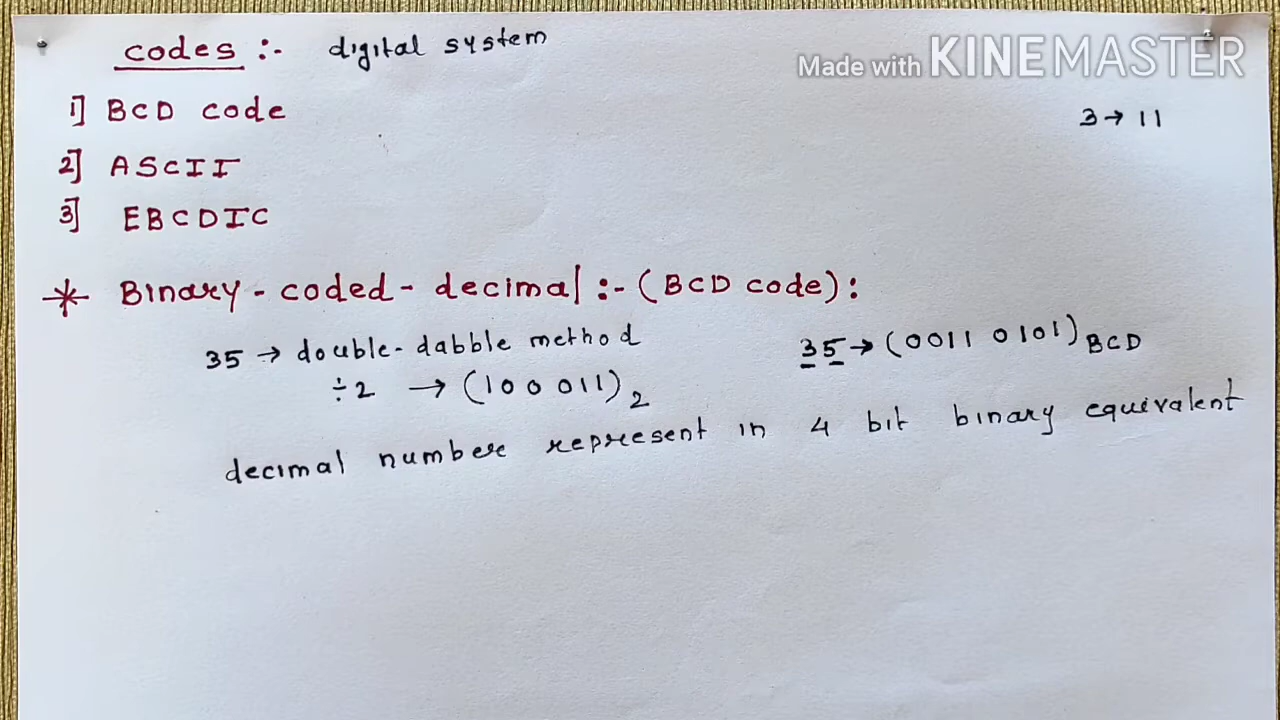 codes :- digital system
Made with KINEMASTER
1] BCD code
3 → 11
2] ASCII
3] EBCDIC
* Binary-coded-decimal :- (BCD code) :
35 → double-dabble method
35 → (0011 0101)BCD
÷2 → (100011)2
decimal number represent in 4 bit binary equivalent